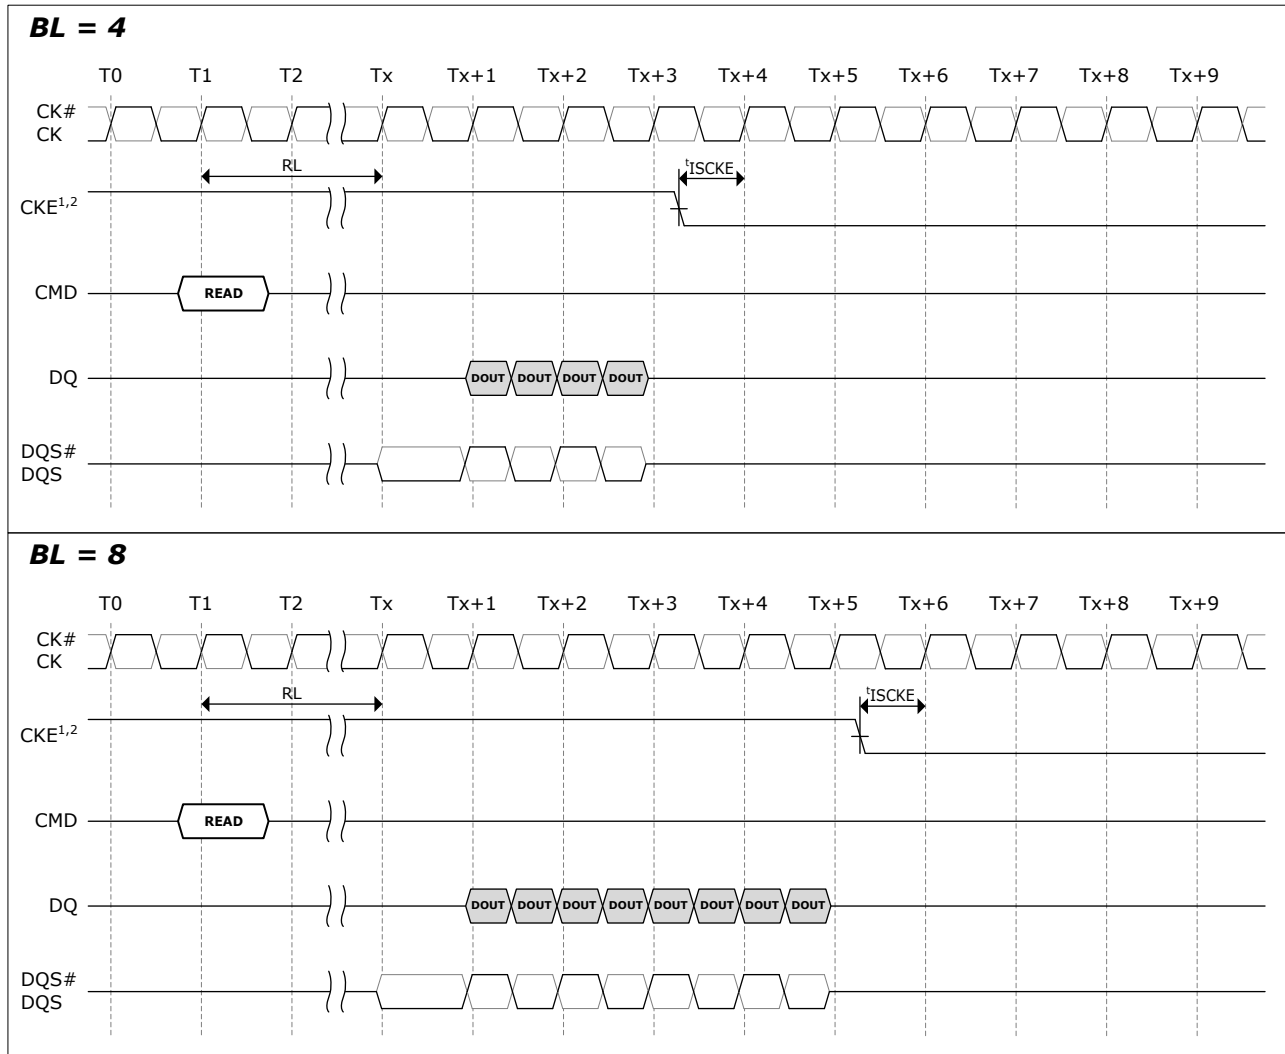 BL = 4
T0 T1 T2 Tx Tx+1 Tx+2 Tx+3 Tx+4 Tx+5 Tx+6 Tx+7 Tx+8 Tx+9
CK#
CK
RL
tISCKE
CKE1,2
CMD READ
DQ DOUT DOUT DOUT DOUT
DQS#
DQS
BL = 8
T0 T1 T2 Tx Tx+1 Tx+2 Tx+3 Tx+4 Tx+5 Tx+6 Tx+7 Tx+8 Tx+9
CK#
CK
RL
tISCKE
CKE1,2
CMD READ
DQ DOUT DOUT DOUT DOUT DOUT DOUT DOUT DOUT
DQS#
DQS